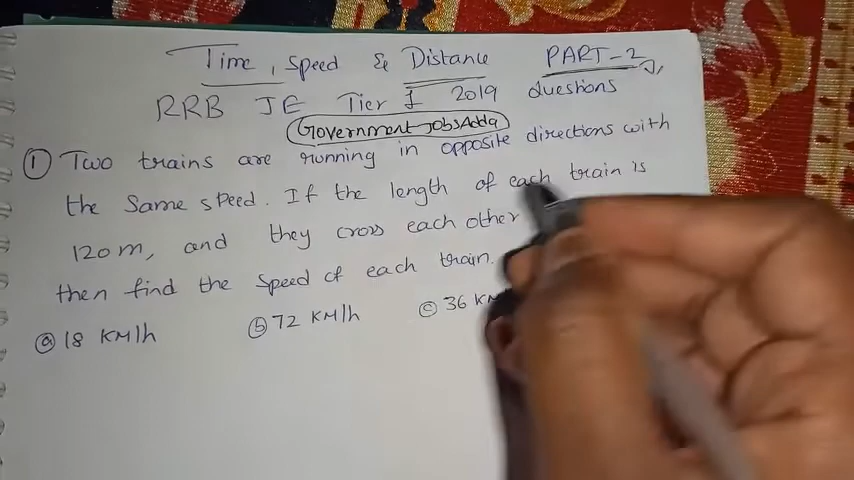 Time, Speed & Distance PART-2
RRB JE Tier 1 2019 questions
Government JobsAdda
① Two trains are running in opposite directions with
the same speed. If the length of each train is
120m, and they cross each other
then find the speed of each train.
ⓐ 18 KM/h ⓑ 72 KM/h ⓒ 36 KM